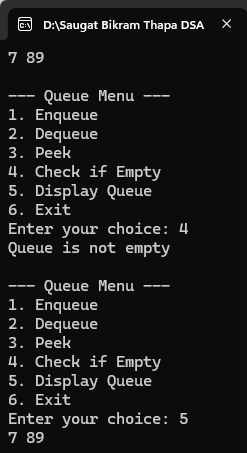 D:\Saugat Bikram Thapa DSA
7 89
--- Queue Menu ---
1. Enqueue
2. Dequeue
3. Peek
4. Check if Empty
5. Display Queue
6. Exit
Enter your choice: 4
Queue is not empty
--- Queue Menu ---
1. Enqueue
2. Dequeue
3. Peek
4. Check if Empty
5. Display Queue
6. Exit
Enter your choice: 5
7 89